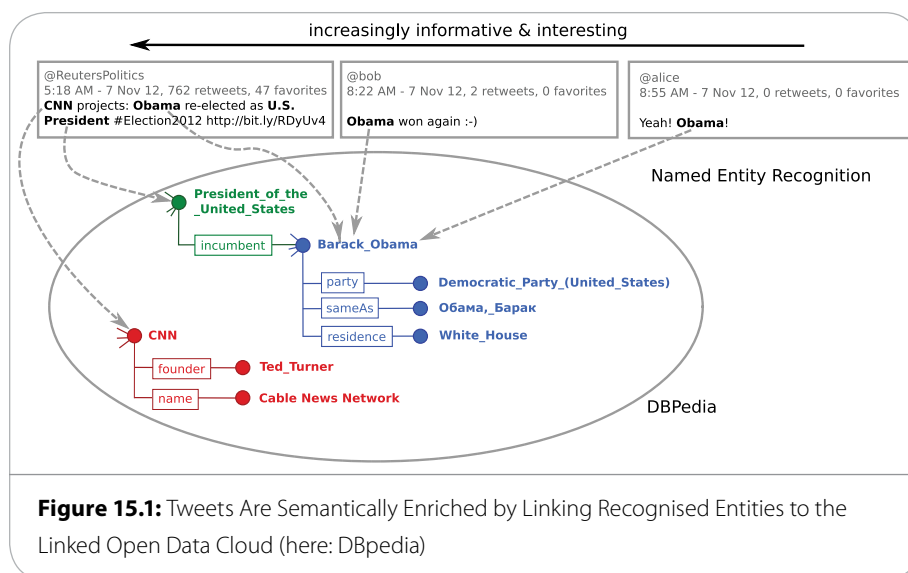 increasingly informative & interesting
@ReutersPolitics
5:18 AM - 7 Nov 12, 762 retweets, 47 favorites
CNN projects: Obama re-elected as U.S.
President #Election2012 http://bit.ly/RDyUv4
@bob
8:22 AM - 7 Nov 12, 2 retweets, 0 favorites
Obama won again :-)
@alice
8:55 AM - 7 Nov 12, 0 retweets, 0 favorites
Yeah! Obama!
Named Entity Recognition
President_of_the
_United_States
incumbent
Barack_Obama
party
Democratic_Party_(United_States)
sameAs
Обама,_Барак
residence
White_House
CNN
founder
Ted_Turner
name
Cable News Network
DBPedia
Figure 15.1: Tweets Are Semantically Enriched by Linking Recognised Entities to the
Linked Open Data Cloud (here: DBpedia)